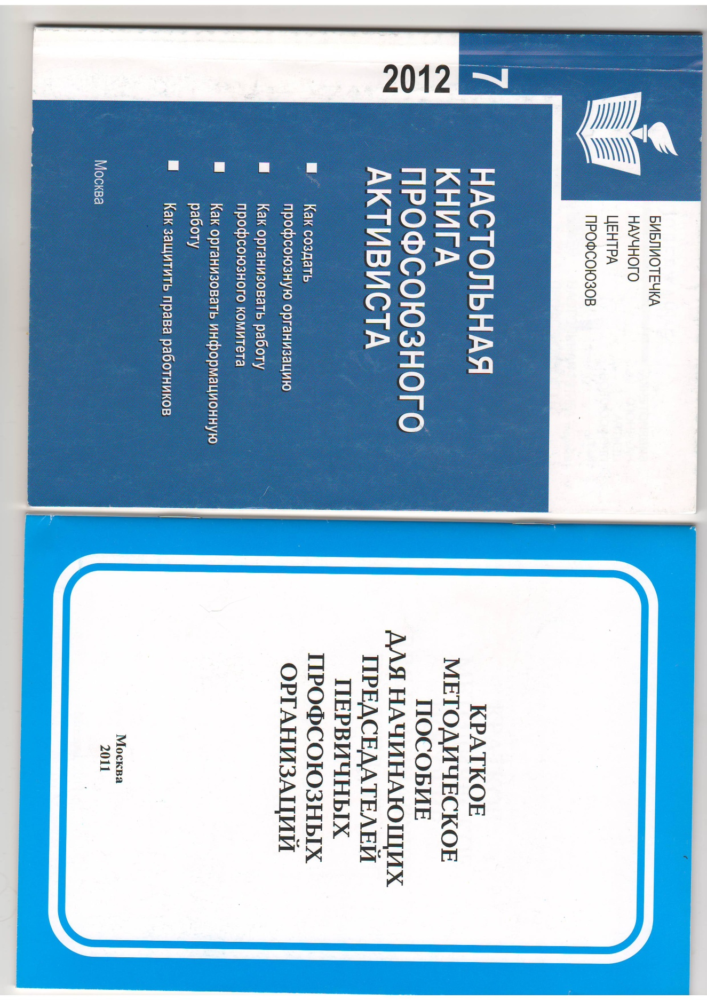 7
2012
БИБЛИОТЕЧКА
НАУЧНОГО
ЦЕНТРА
ПРОФСОЮЗОВ
НАСТОЛЬНАЯ
КНИГА
ПРОФСОЮЗНОГО
АКТИВИСТА
Как создать
профсоюзную организацию
Как организовать работу
профсоюзного комитета
Как организовать информационную
работу
Как защитить права работников
Москва
КРАТКОЕ
МЕТОДИЧЕСКОЕ
ПОСОБИЕ
ДЛЯ НАЧИНАЮЩИХ
ПРЕДСЕДАТЕЛЕЙ
ПЕРВИЧНЫХ
ПРОФСОЮЗНЫХ
ОРГАНИЗАЦИЙ
Москва
2011